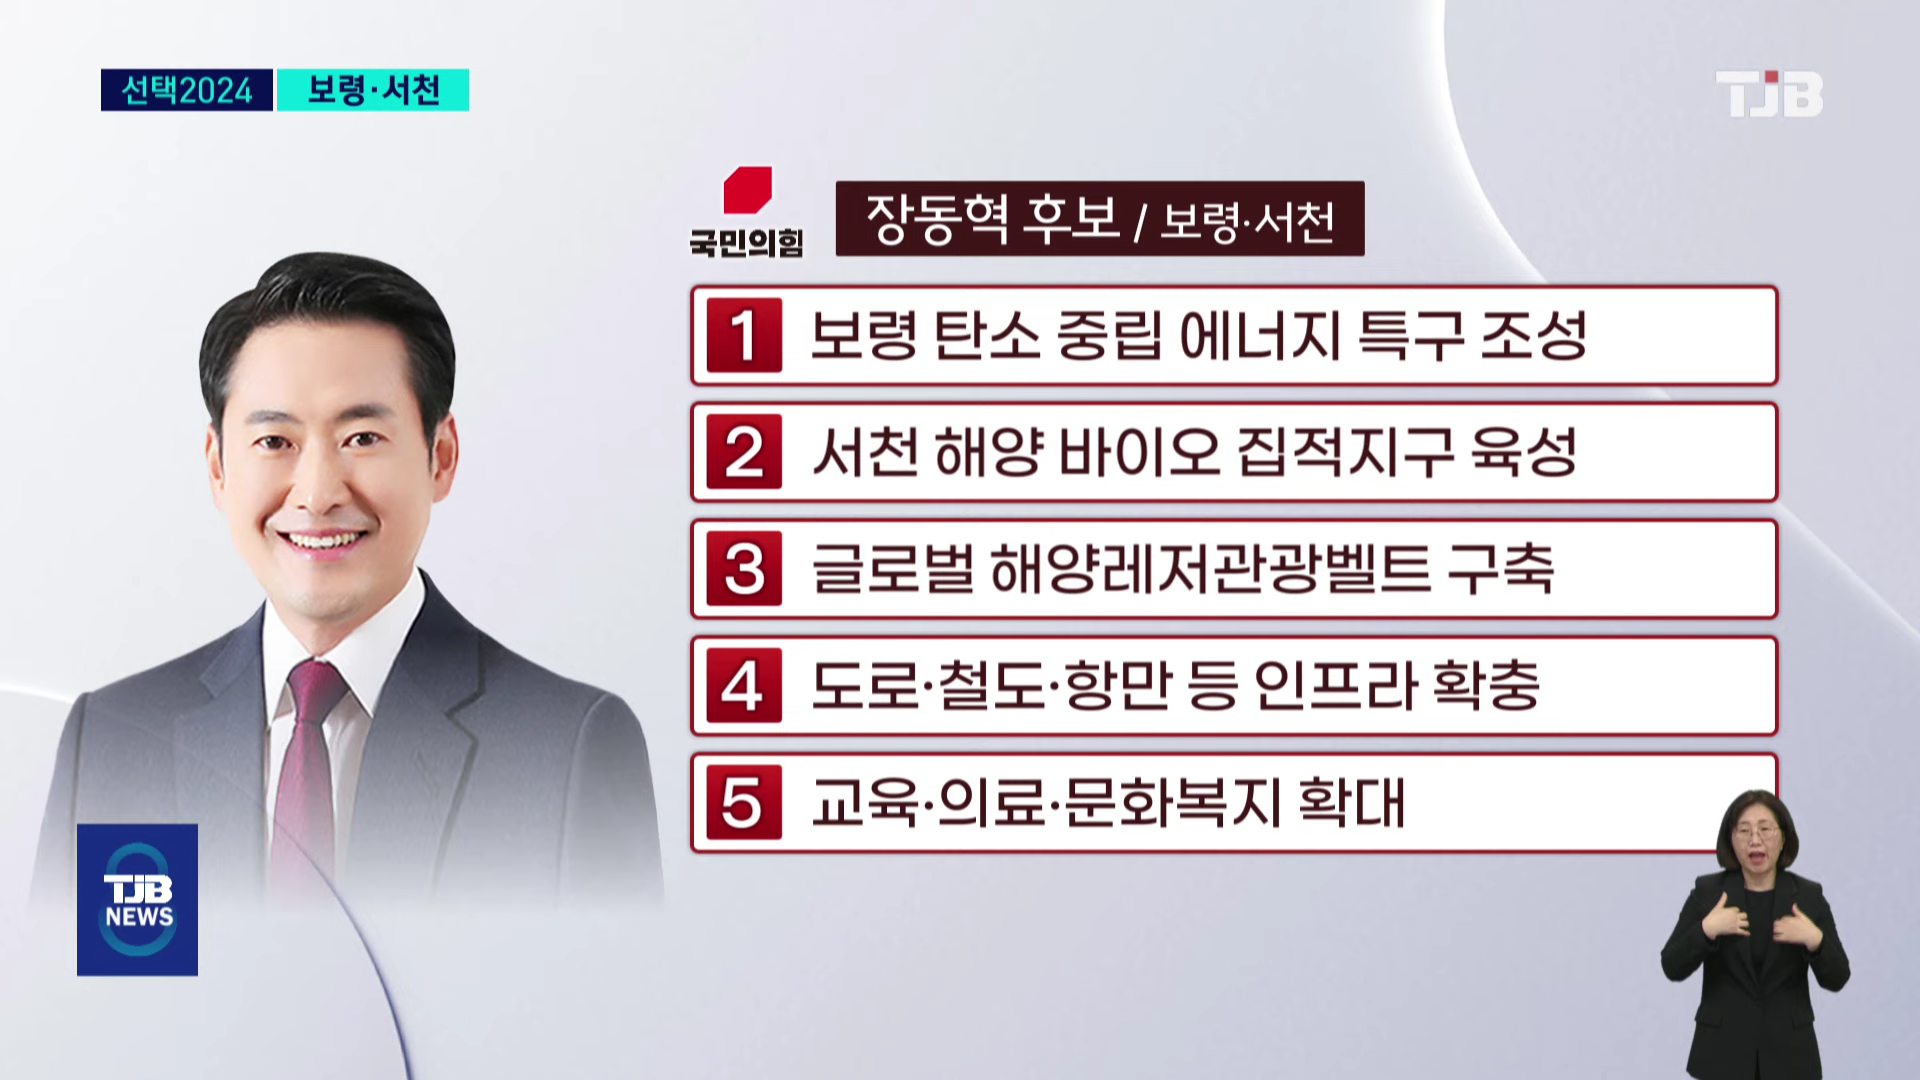 선택2024 보령·서천
TJB
국민의힘
장동혁 후보 / 보령·서천
1 보령 탄소 중립 에너지 특구 조성
2 서천 해양 바이오 집적지구 육성
3 글로벌 해양레저관광벨트 구축
4 도로·철도·항만 등 인프라 확충
5 교육·의료·문화복지 확대
8
TJB
NEWS